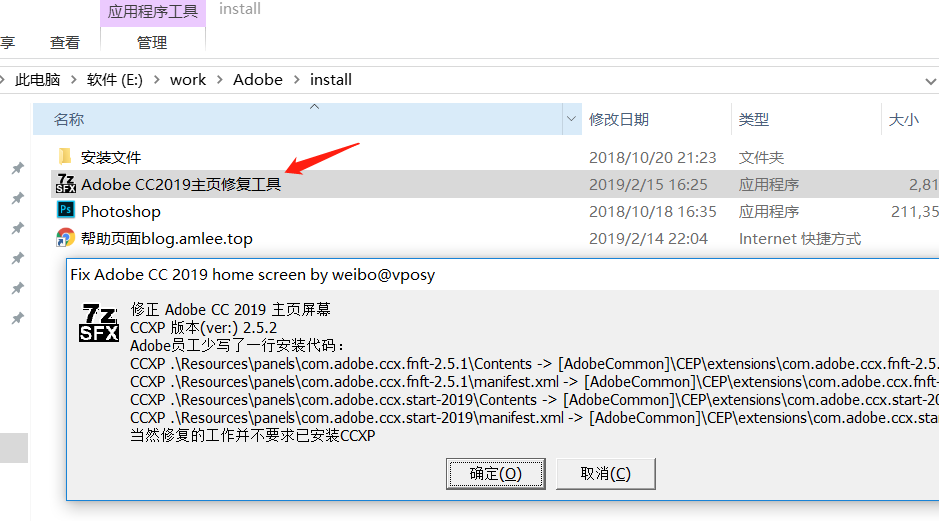 应用程序工具 install
享 查看 管理
此电脑 软件 (E:) work Adobe install
名称 修改日期 类型 大小
安装文件 2018/10/20 21:23 文件夹
7z SFX Adobe CC2019主页修复工具 2019/2/15 16:25 应用程序 2,81
Ps Photoshop 2018/10/18 16:35 应用程序 211,35
帮助页面blog.amlee.top 2019/2/14 22:04 Internet 快捷方式
Fix Adobe CC 2019 home screen by weibo@vposy
7z SFX
修正 Adobe CC 2019 主页屏幕
CCXP 版本(ver:) 2.5.2
Adobe员工少写了一行安装代码：
CCXP .\Resources\panels\com.adobe.ccx.fnft-2.5.1\Contents -> [AdobeCommon]\CEP\extensions\com.adobe.ccx.fnft-2.5.
CCXP .\Resources\panels\com.adobe.ccx.fnft-2.5.1\manifest.xml -> [AdobeCommon]\CEP\extensions\com.adobe.ccx.fnft-
CCXP .\Resources\panels\com.adobe.ccx.start-2019\Contents -> [AdobeCommon]\CEP\extensions\com.adobe.ccx.start-20
CCXP .\Resources\panels\com.adobe.ccx.start-2019\manifest.xml -> [AdobeCommon]\CEP\extensions\com.adobe.ccx.sta
当然修复的工作并不要求已安装CCXP
确定(O) 取消(C)